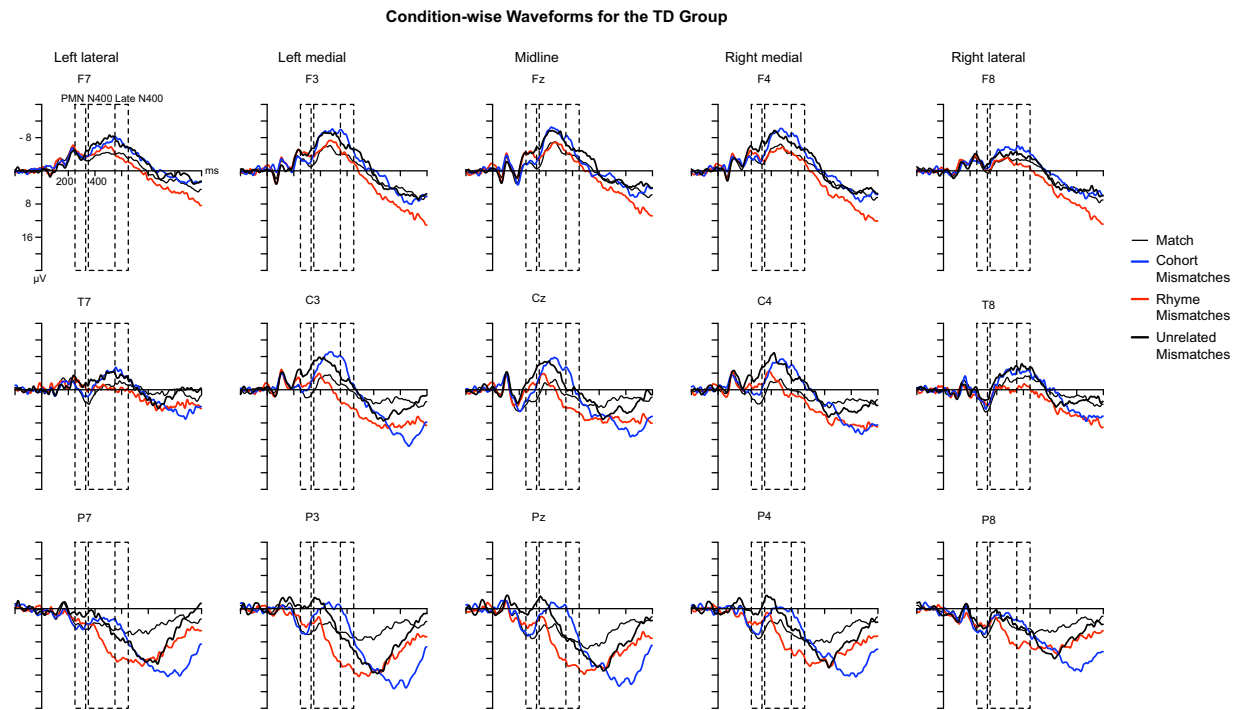 Condition-wise Waveforms for the TD Group
Left lateral
Left medial
Midline
Right medial
Right lateral
F7
F3
Fz
F4
F8
PMN N400 Late N400
- 8
ms
200
400
8
16
µV
Match
Cohort
Mismatches
Rhyme
Mismatches
Unrelated
Mismatches
T7
C3
Cz
C4
T8
P7
P3
Pz
P4
P8